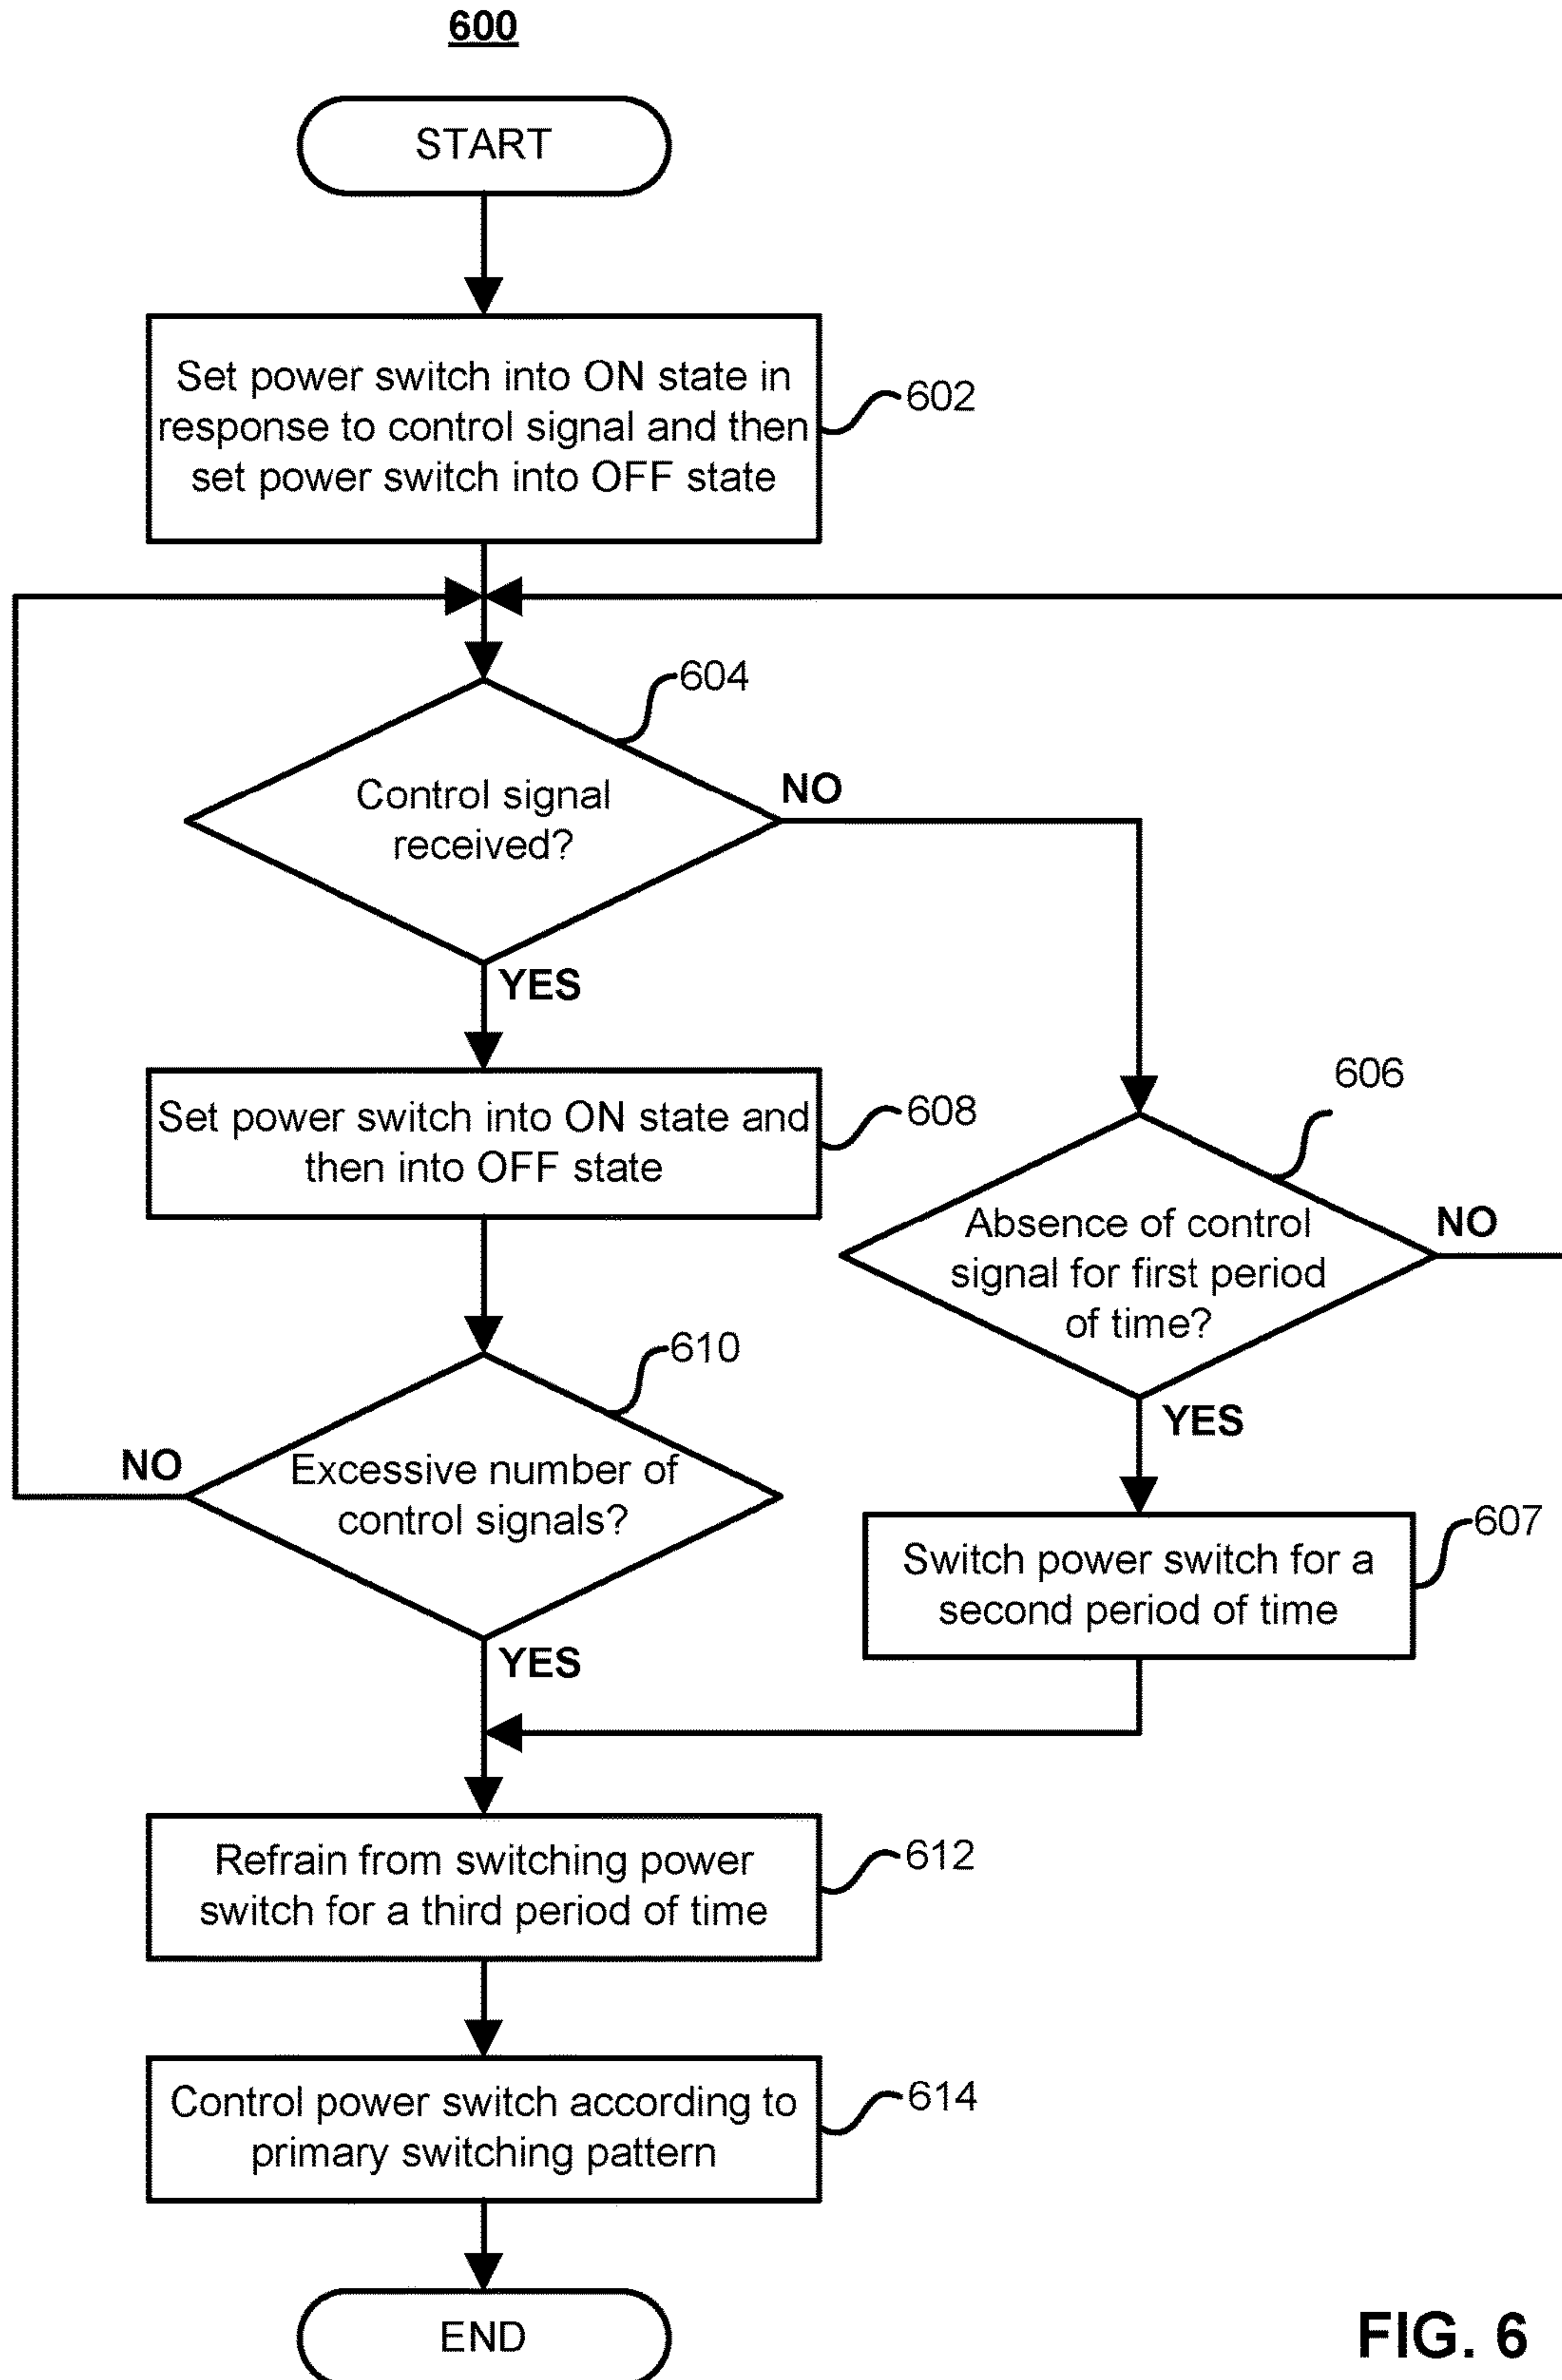 600
START
Set power switch into ON state in
response to control signal and then
set power switch into OFF state
602
604
Control signal
received?
NO
YES
Set power switch into ON state and
then into OFF state
608
606
Absence of control
signal for first period
of time?
NO
YES
610
Excessive number of
control signals?
NO
YES
Switch power switch for a
second period of time
607
Refrain from switching power
switch for a third period of time
612
Control power switch according to
primary switching pattern
614
END
FIG. 6